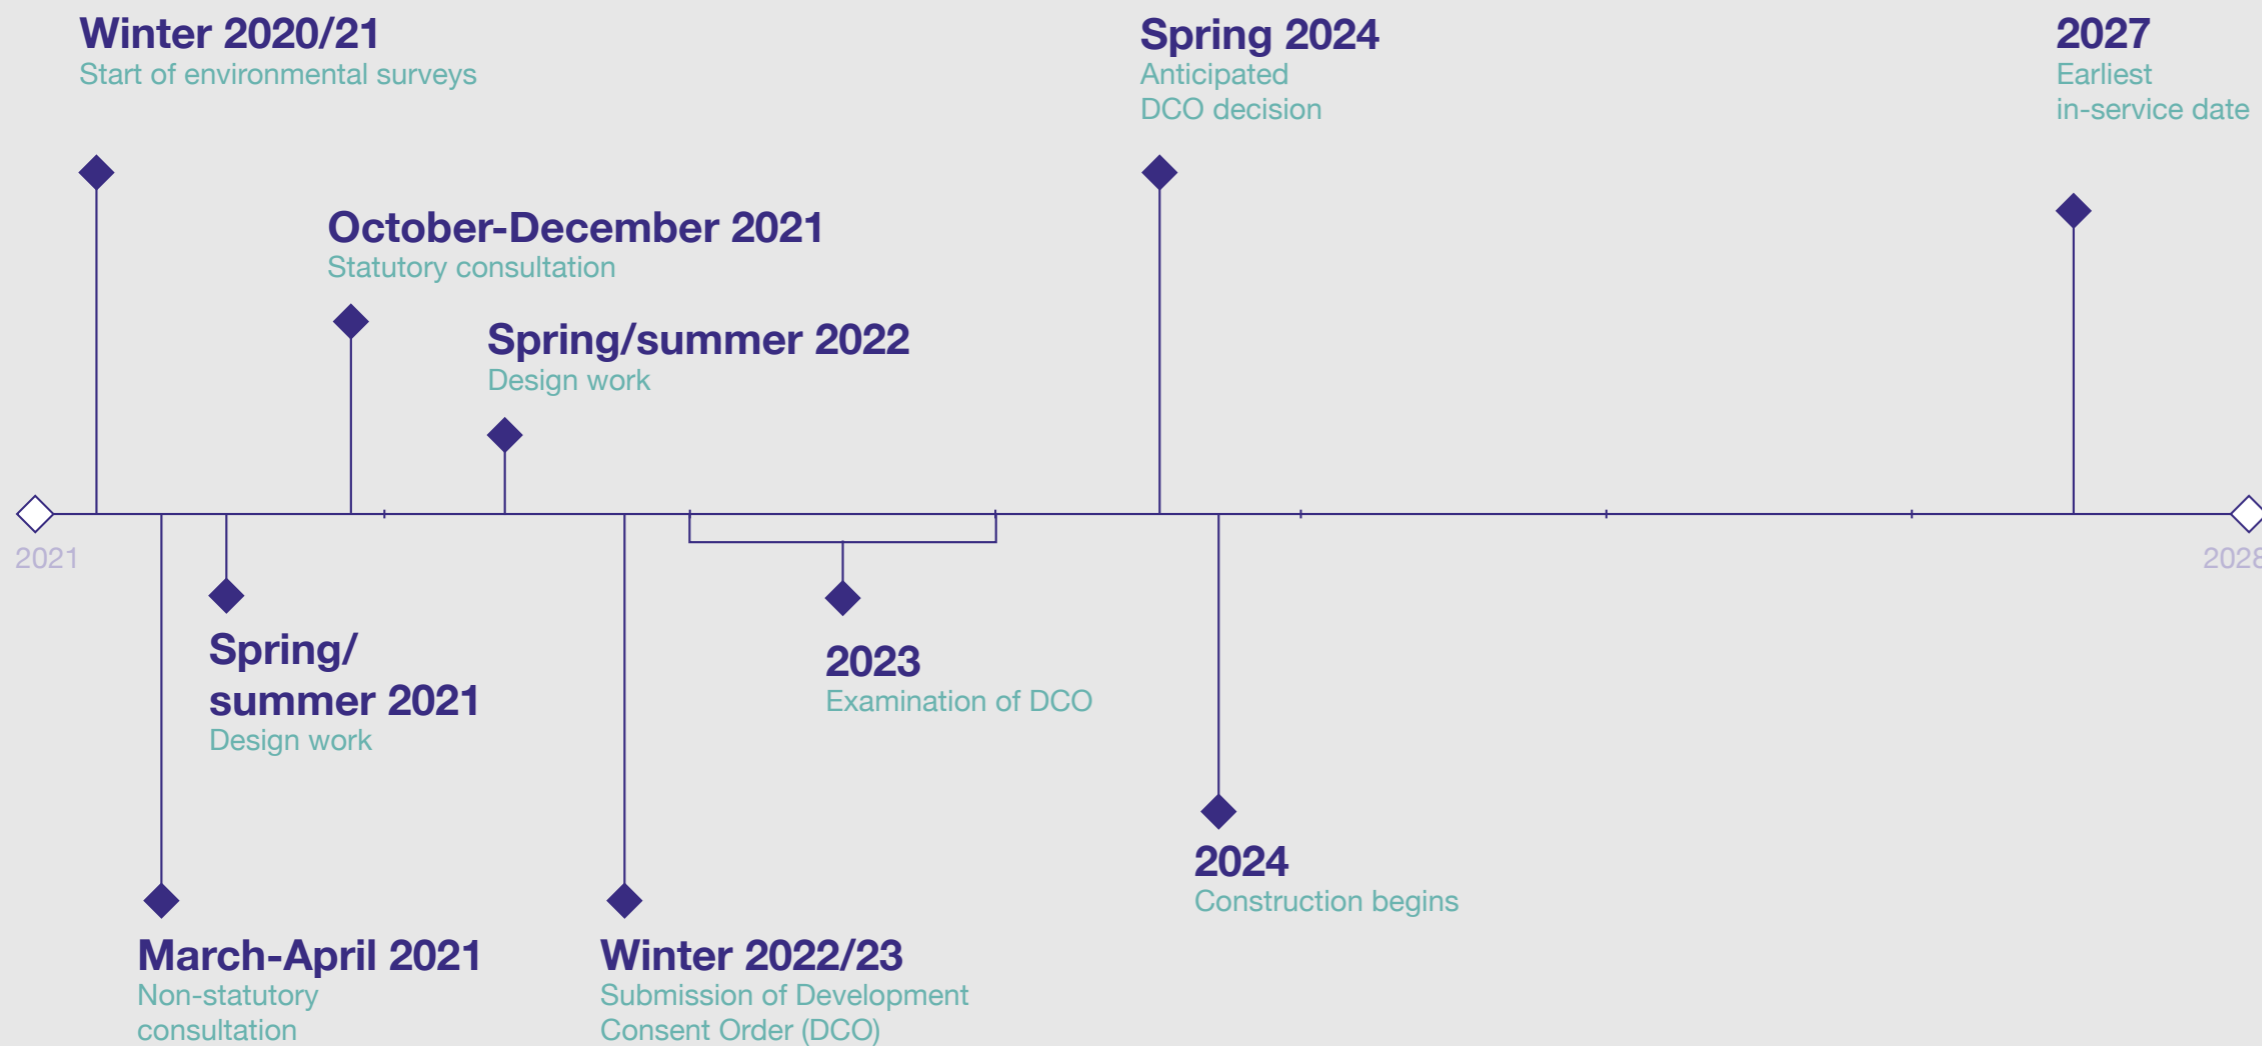 Winter 2020/21
Start of environmental surveys
Spring 2024
Anticipated
DCO decision
2027
Earliest
in-service date
October-December 2021
Statutory consultation
Spring/summer 2022
Design work
2021
2028
Spring/
summer 2021
Design work
2023
Examination of DCO
2024
Construction begins
March-April 2021
Non-statutory
consultation
Winter 2022/23
Submission of Development
Consent Order (DCO)